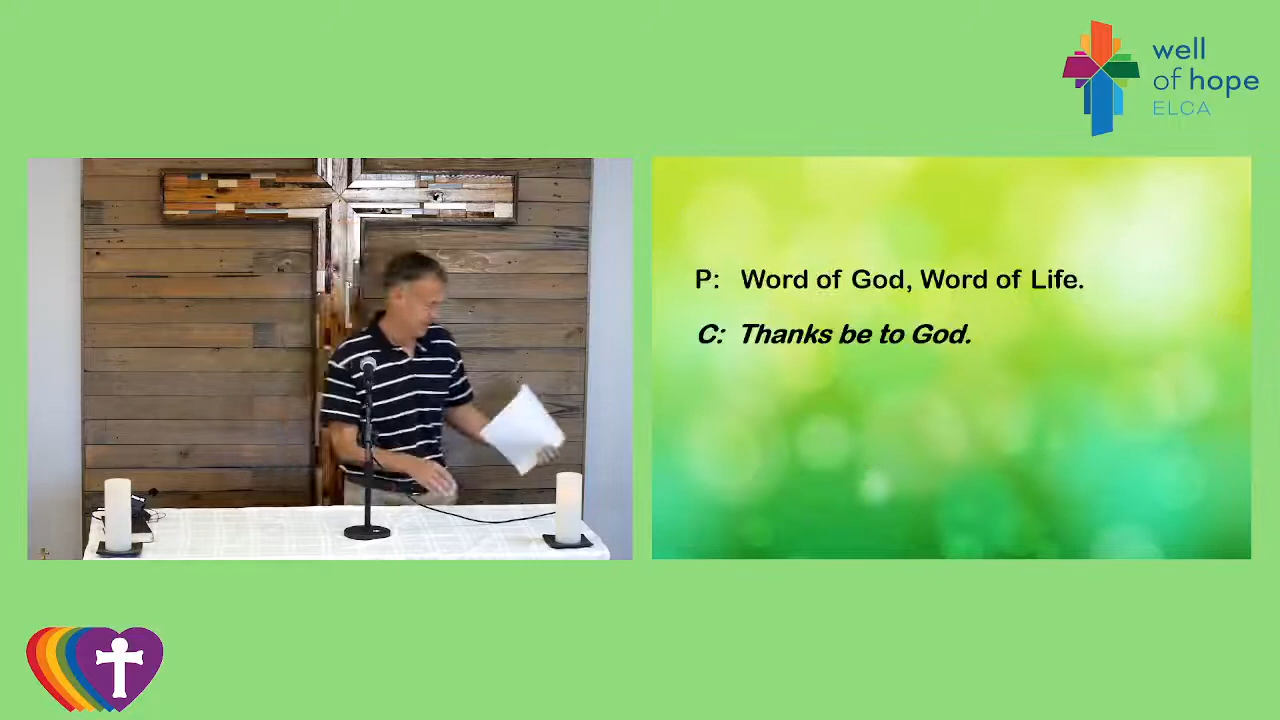 well
of hope
ELCA
P: Word of God, Word of Life.
C: Thanks be to God.